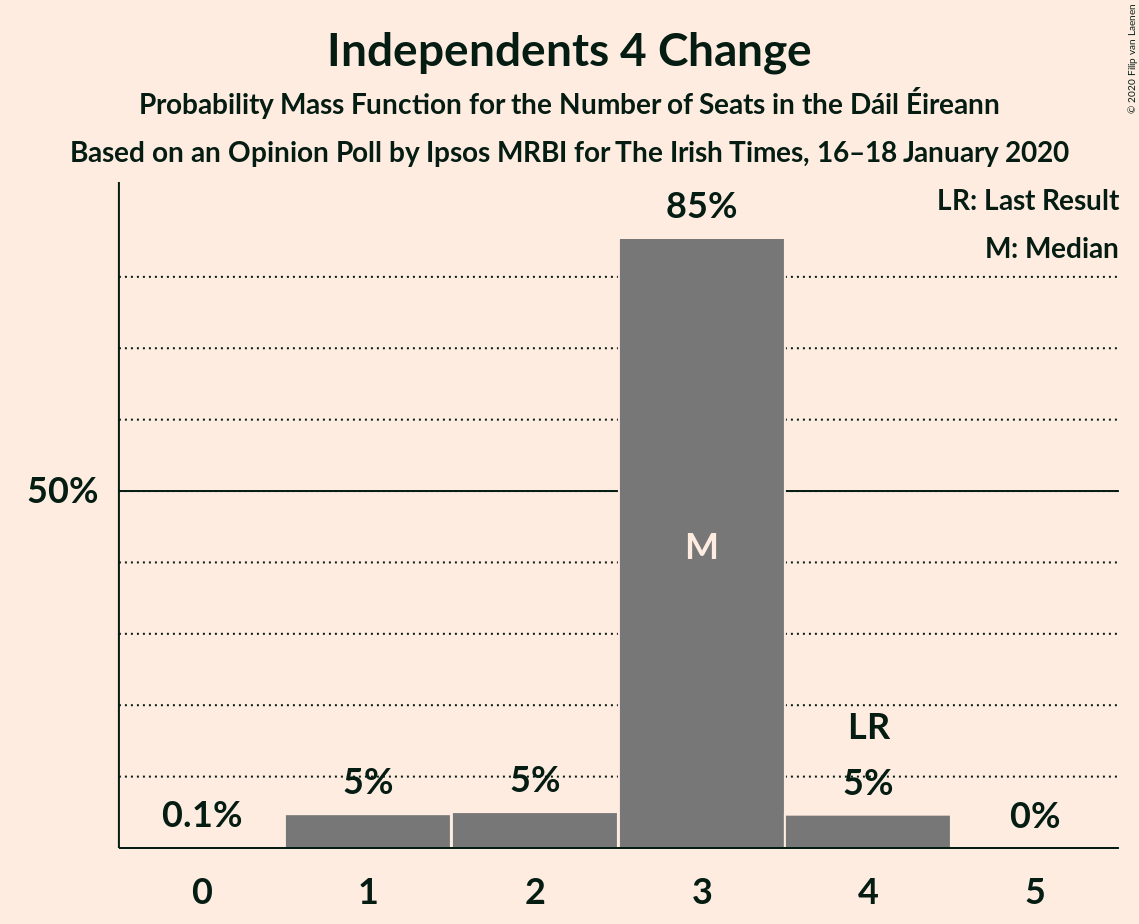 © 2020 Filip van Laenen
Independents 4 Change
Probability Mass Function for the Number of Seats in the Dáil Éireann
Based on an Opinion Poll by Ipsos MRBI for The Irish Times, 16–18 January 2020
LR: Last Result
M: Median
85%
50%
M
LR
0.1%
5%
5%
5%
0%
0 1 2 3 4 5